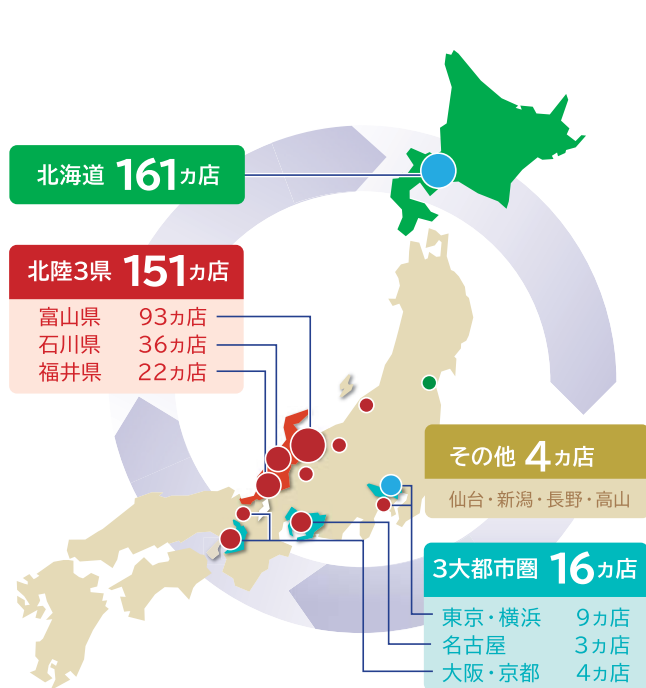 北海道 161ヵ店
北陸3県 151ヵ店
富山県 93ヵ店
石川県 36ヵ店
福井県 22ヵ店
その他 4ヵ店
仙台・新潟・長野・高山
3大都市圏 16ヵ店
東京・横浜 9ヵ店
名古屋 3ヵ店
大阪・京都 4ヵ店